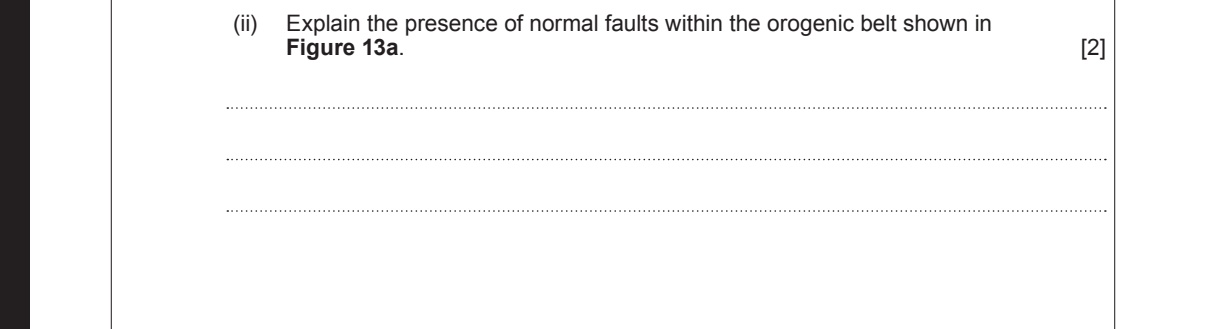 (ii) Explain the presence of normal faults within the orogenic belt shown in
Figure 13a. [2]